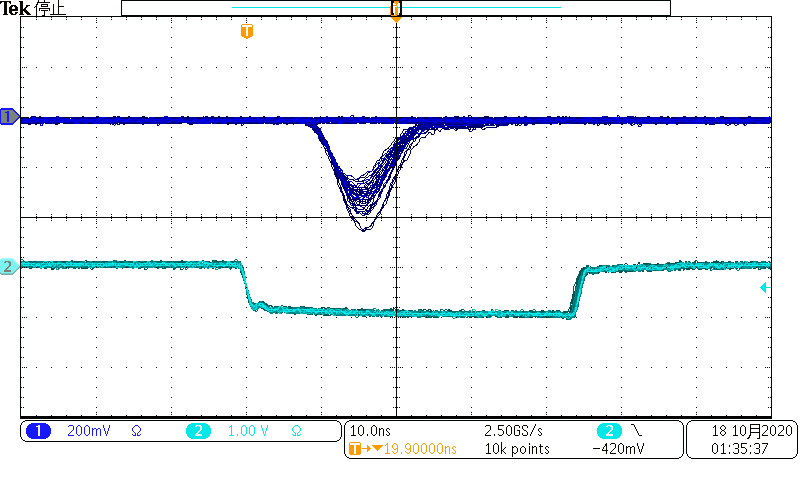 Tek 停止
T
1
2
1 200mV Ω 2 1.00 V Ω
10.0ns 2.50GS/s 2 −420mV
T→▼19.90000ns 10k points
18 10月2020
01:35:37